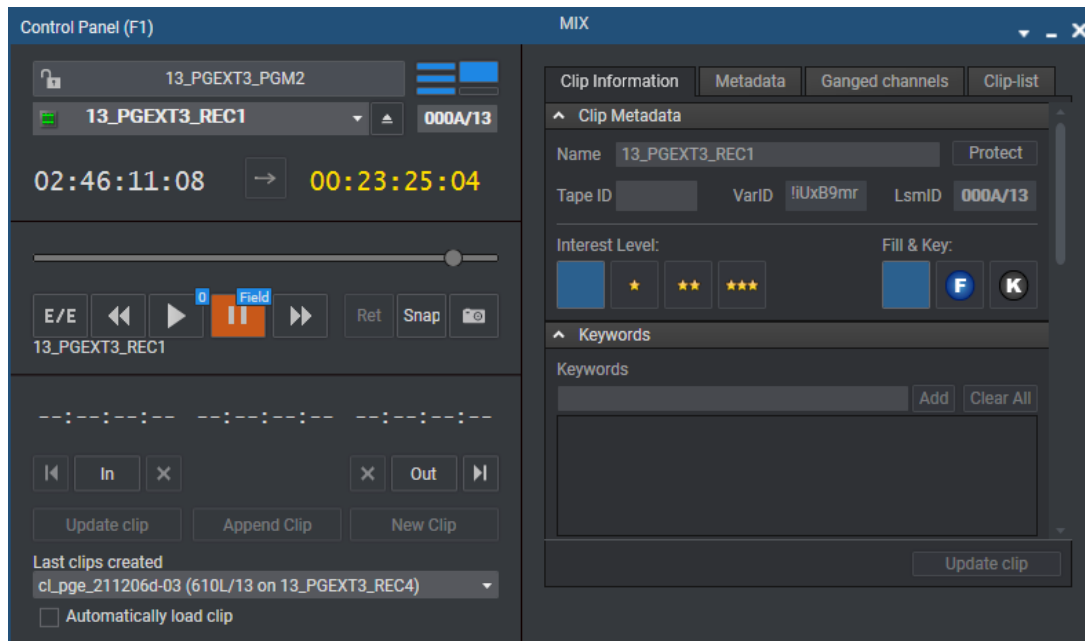 Control Panel (F1)
MIX
13_PGEXT3_PGM2
13_PGEXT3_REC1
000A/13
02:46:11:08
00:23:25:04
0
Field
E/E
Ret
Snap
13_PGEXT3_REC1
--:--:--:-- --:--:--:-- --:--:--:--
In
Out
Update clip
Append Clip
New Clip
Last clips created
cl_pge_211206d-03 (610L/13 on 13_PGEXT3_REC4)
Automatically load clip
Clip Information
Metadata
Ganged channels
Clip-list
Clip Metadata
Name 13_PGEXT3_REC1 Protect
Tape ID VarID !iUxB9mr LsmID 000A/13
Interest Level: Fill & Key:
F K
Keywords
Keywords
Add Clear All
Update clip